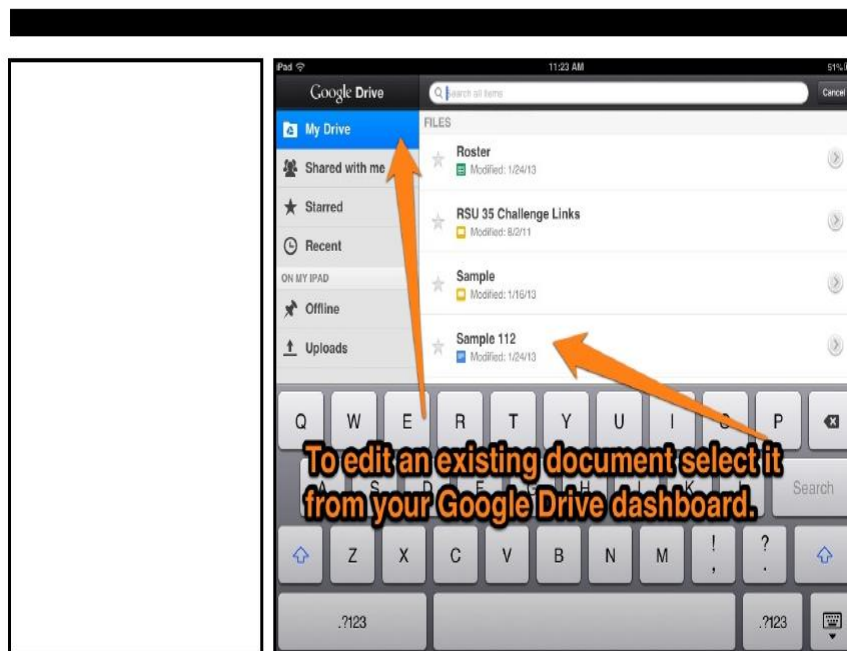 iPad
11:23 AM
51%
Google Drive
Search all items
Cancel
My Drive
Shared with me
Starred
Recent
ON MY IPAD
Offline
Uploads
FILES
Roster
Modified: 1/24/13
RSU 35 Challenge Links
Modified: 8/2/11
Sample
Modified: 1/16/13
Sample 112
Modified: 1/24/13
Q W E R T Y U I O P
To edit an existing document select it
from your Google Drive dashboard.
A S D F G H J K L Search
Z X C V B N M ! , ? .
.?123 .?123